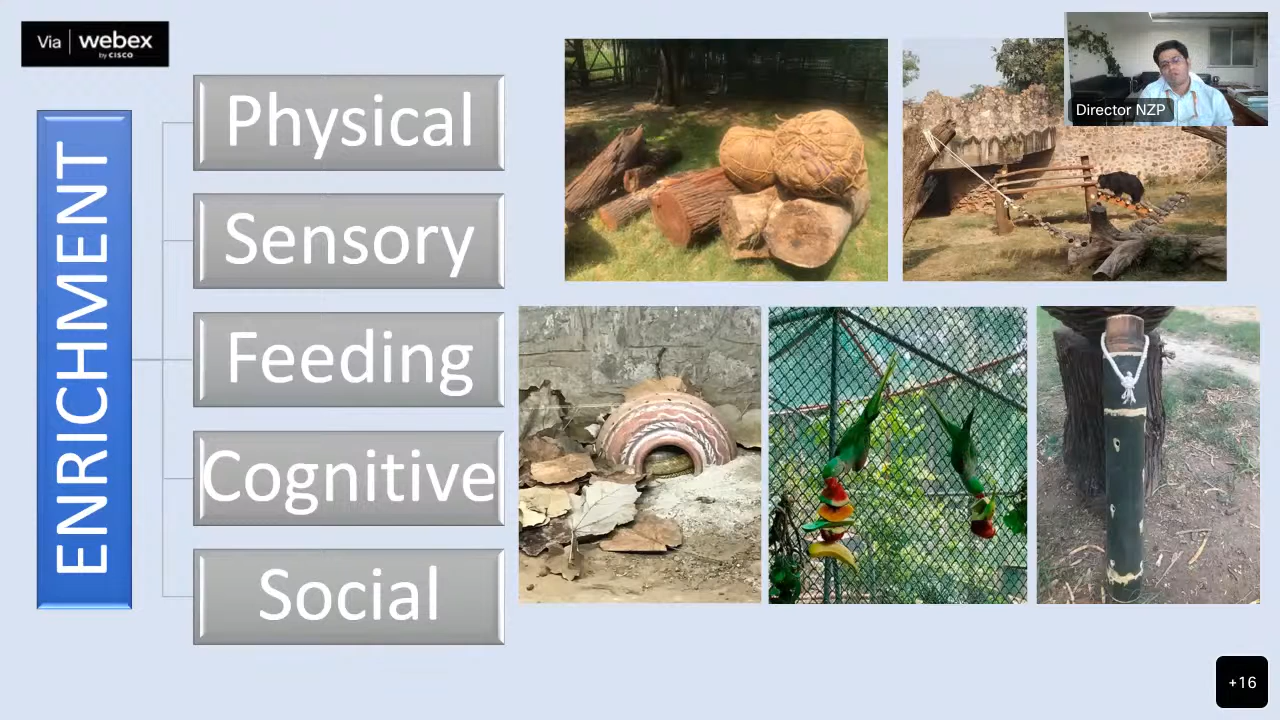 Via | webex
by CISCO
ENRICHMENT
Physical
Sensory
Feeding
Cognitive
Social
Director NZP
+16